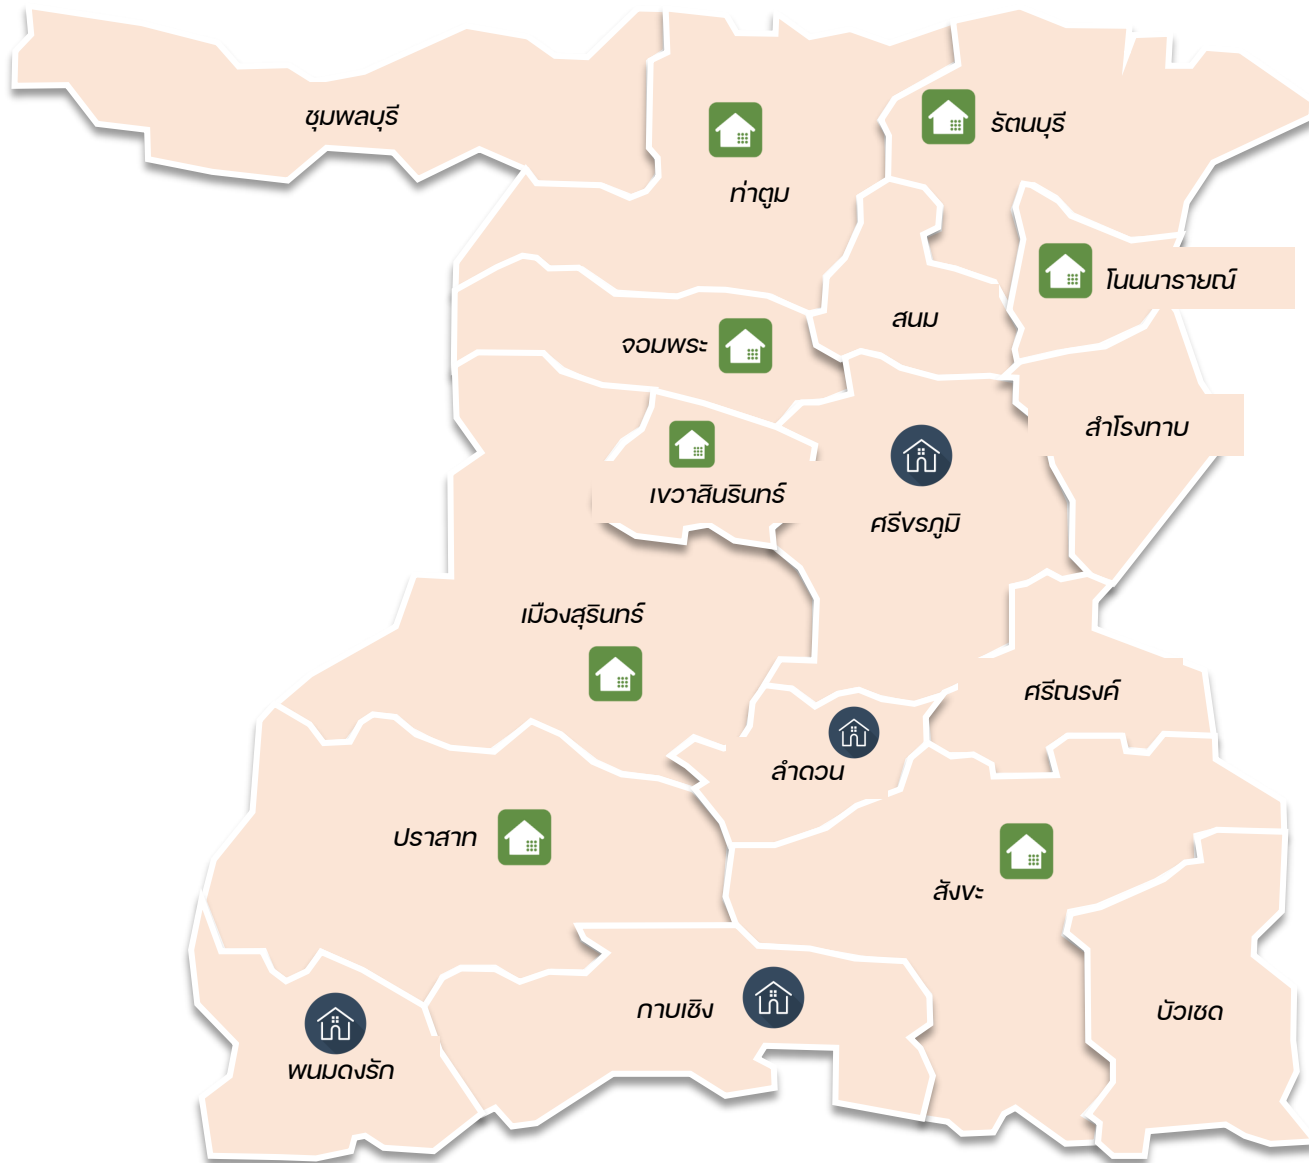 ชุมพลบุรี
ท่าตูม
รัตนบุรี
โนนนารายณ์
สนม
จอมพระ
สำโรงทาบ
เขวาสินรินทร์
ศรีขรภูมิ
เมืองสุรินทร์
ศรีณรงค์
ลำดวน
ปราสาท
สังขะ
กาบเชิง
บัวเชด
พนมดงรัก